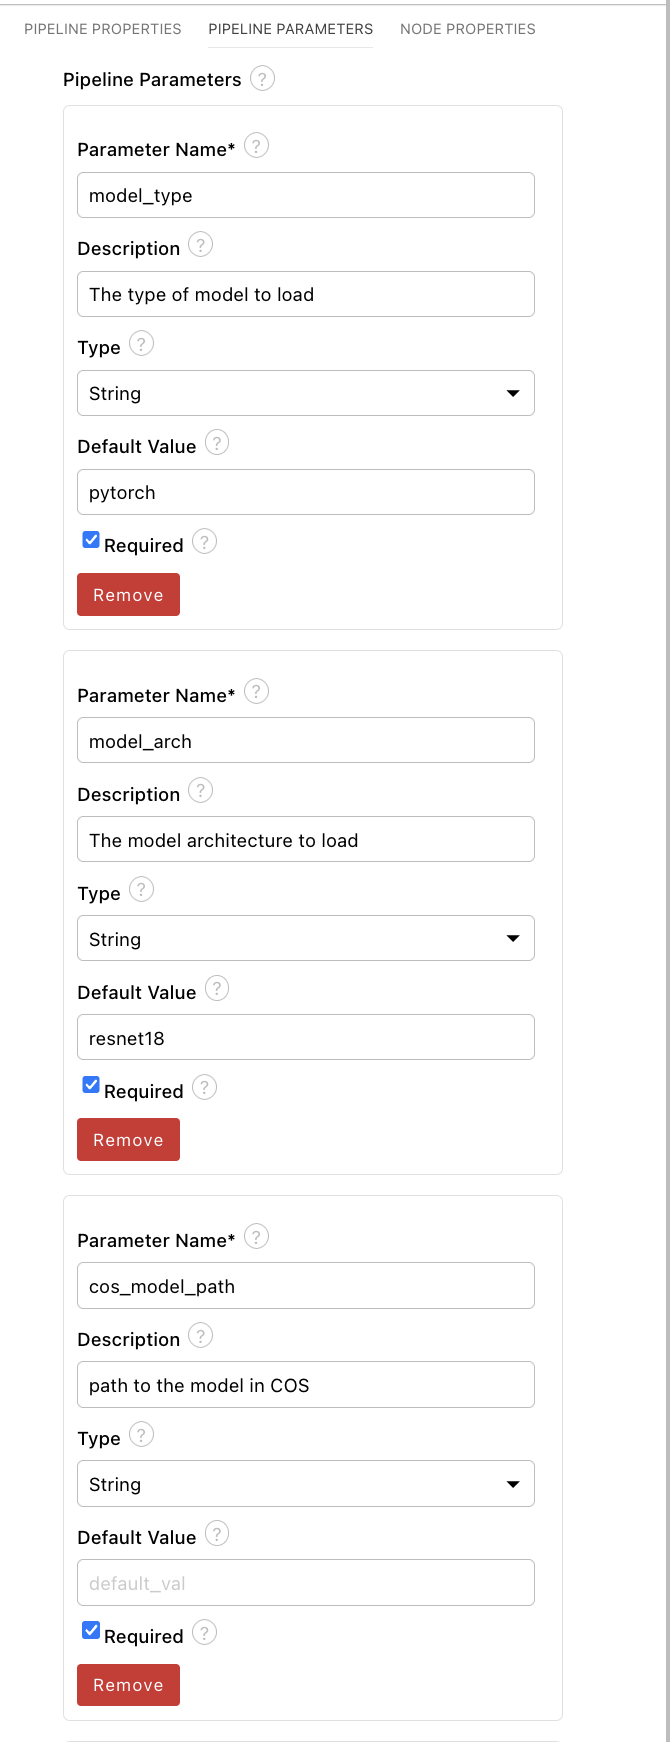 PIPELINE PROPERTIES PIPELINE PARAMETERS NODE PROPERTIES
Pipeline Parameters ?
Parameter Name* ?
model_type
Description ?
The type of model to load
Type ?
String
Default Value ?
pytorch
Required ?
Remove
Parameter Name* ?
model_arch
Description ?
The model architecture to load
Type ?
String
Default Value ?
resnet18
Required ?
Remove
Parameter Name* ?
cos_model_path
Description ?
path to the model in COS
Type ?
String
Default Value ?
default_val
Required ?
Remove